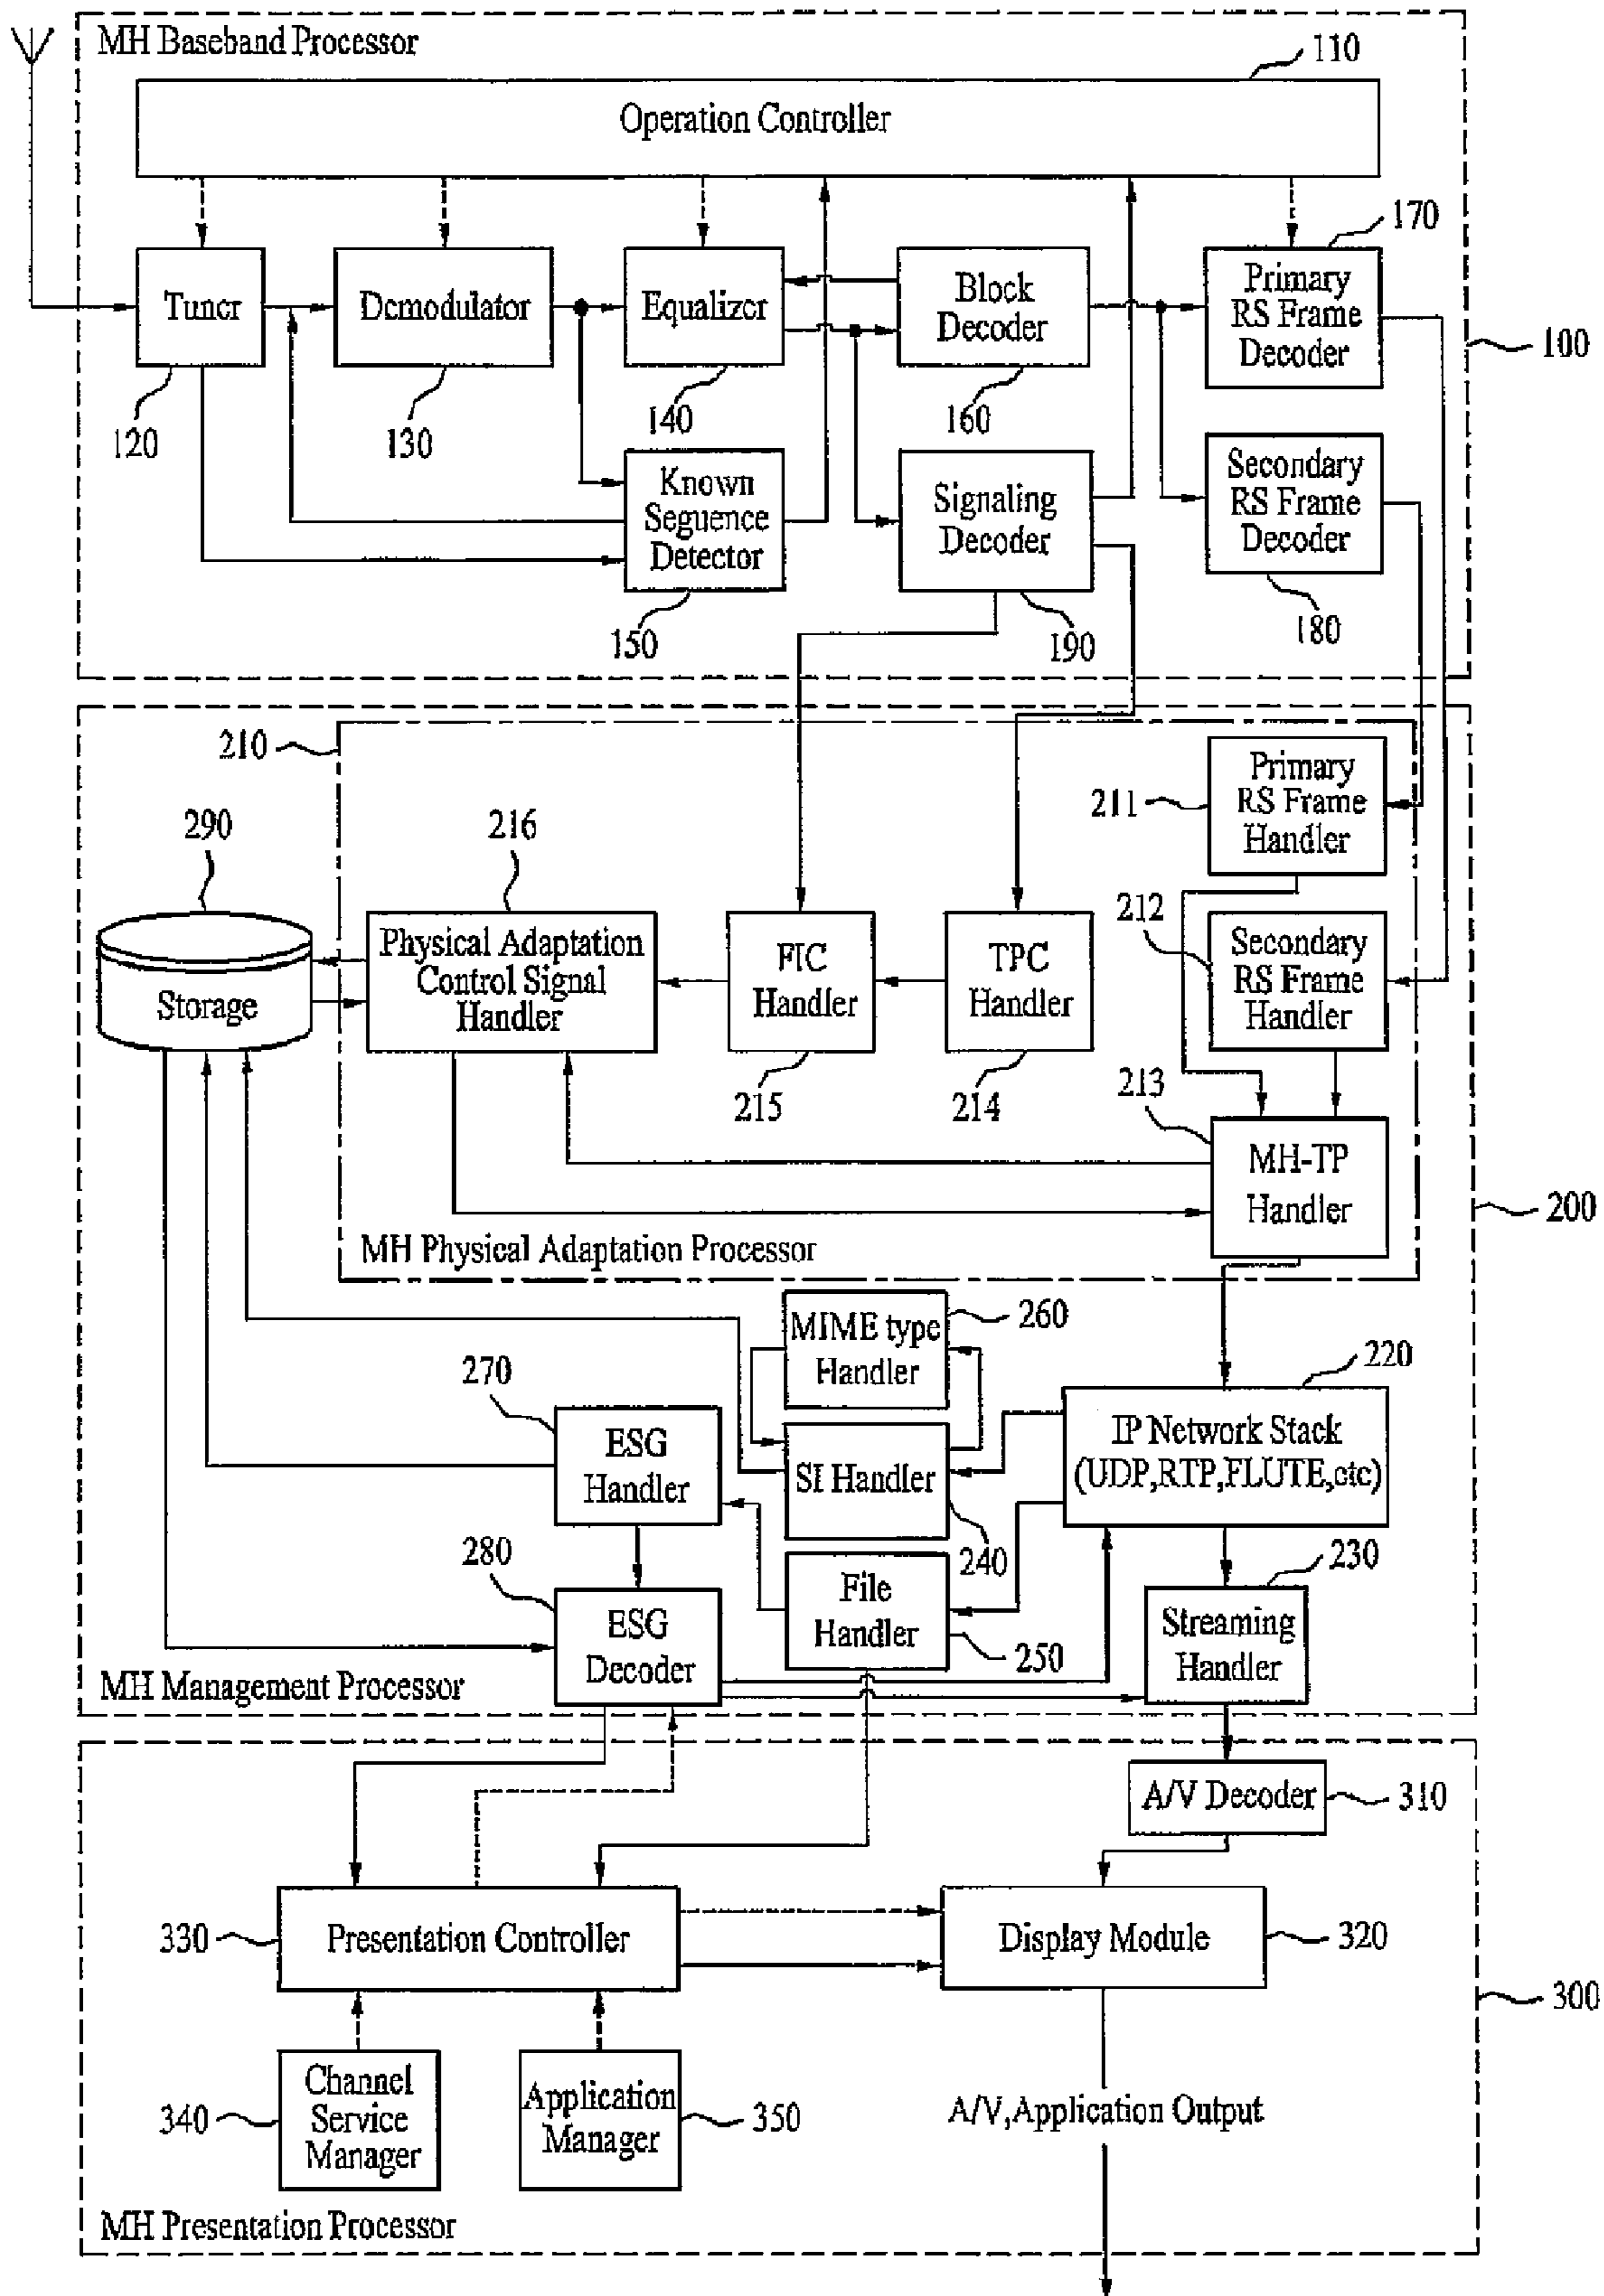 MH Baseband Processor
110
Operation Controller
170
Tuner
Demodulator
Equalizer
Block
Decoder
Primary
RS Frame
Decoder
100
120
130
140
160
Known
Seguence
Detector
Signaling
Decoder
Secondary
RS Frame
Decoder
150
190
180
210
Primary
RS Frame
Handler
211
290
216
212
Storage
Physical Adaptation
Control Signal
Handler
FIC
Handler
TPC
Handler
Secondary
RS Frame
Handler
215
214
213
MH-TP
Handler
200
MH Physical Adaptation Processor
MIME type
Handler
260
270
220
ESG
Handler
SI Handler
IP Network Stack
(UDP,RTP,FLUTE,etc)
280
240
230
ESG
Decoder
File
Handler
250
Streaming
Handler
MH Management Processor
A/V Decoder
310
330
Presentation Controller
Display Module
320
300
340
Channel
Service
Manager
Application
Manager
350
A/V,Application Output
MH Presentation Processor